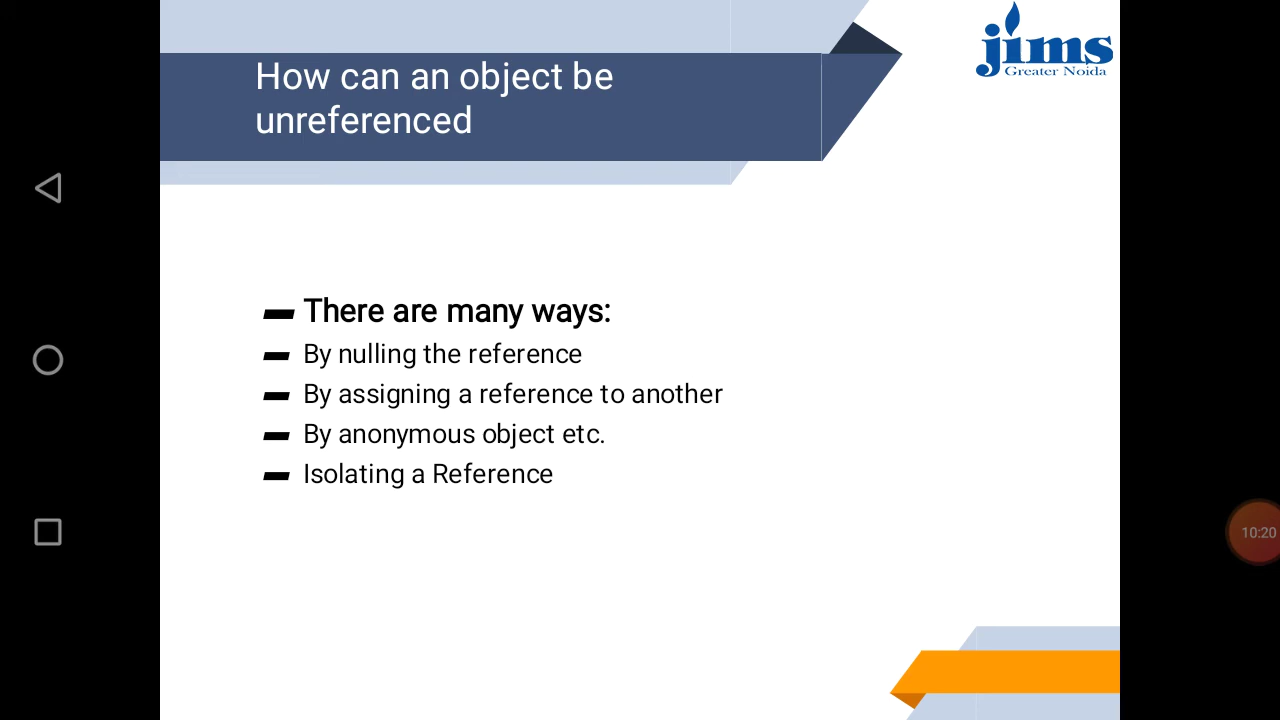 jims
Greater Noida
How can an object be
unreferenced
There are many ways:
By nulling the reference
By assigning a reference to another
By anonymous object etc.
Isolating a Reference
10:20